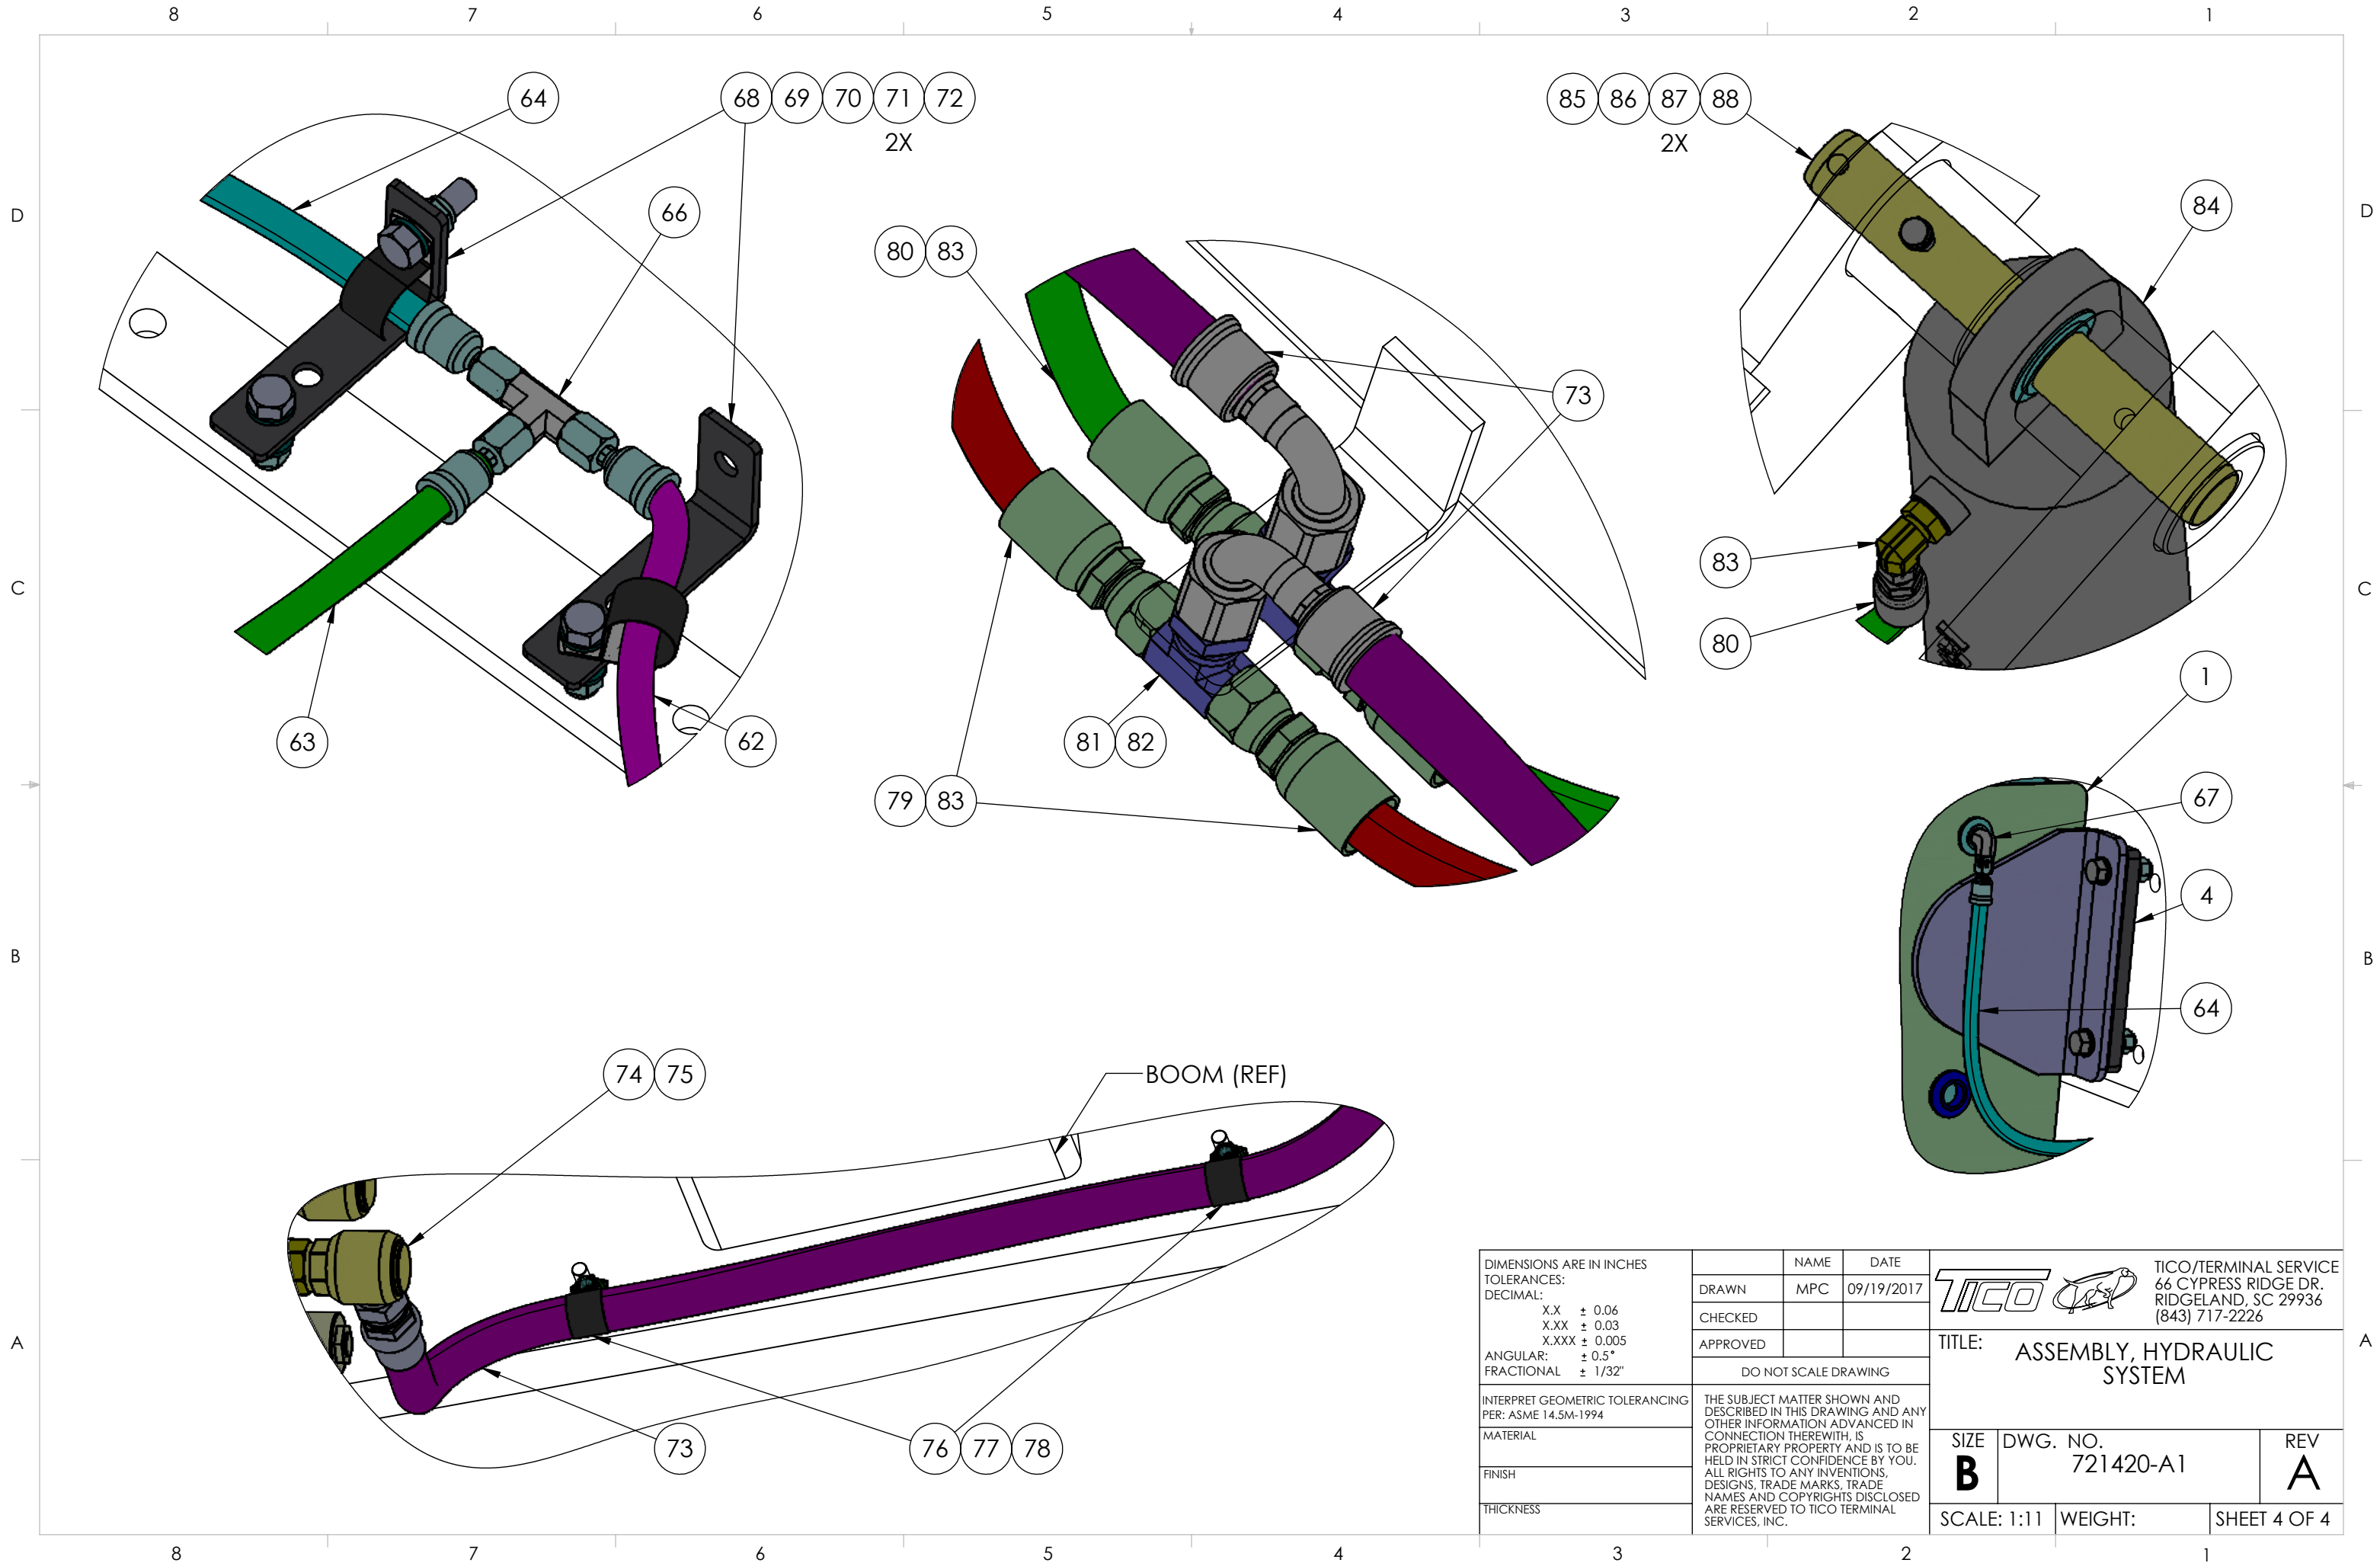 8 7 6 5 4 3 2 1
64
68 69 70 71 72
2X
85 86 87 88
2X
D
D
66
84
80 83
73
83
C
C
80
1
63
62
81 82
67
79 83
4
B
B
64
74 75
BOOM (REF)
73
76 77 78
A
A
DIMENSIONS ARE IN INCHES
TOLERANCES:
DECIMAL:
X.X ± 0.06
X.XX ± 0.03
X.XXX ± 0.005
ANGULAR: ± 0.5°
FRACTIONAL ± 1/32"
INTERPRET GEOMETRIC TOLERANCING
PER: ASME 14.5M-1994
MATERIAL
FINISH
THICKNESS
NAME DATE
DRAWN MPC 09/19/2017
CHECKED
APPROVED
DO NOT SCALE DRAWING
THE SUBJECT MATTER SHOWN AND
DESCRIBED IN THIS DRAWING AND ANY
OTHER INFORMATION ADVANCED IN
CONNECTION THEREWITH, IS
PROPRIETARY PROPERTY AND IS TO BE
HELD IN STRICT CONFIDENCE BY YOU.
ALL RIGHTS TO ANY INVENTIONS,
DESIGNS, TRADE MARKS, TRADE
NAMES AND COPYRIGHTS DISCLOSED
ARE RESERVED TO TICO TERMINAL
SERVICES, INC.
TICO
TICO/TERMINAL SERVICE
66 CYPRESS RIDGE DR.
RIDGELAND, SC 29936
(843) 717-2226
TITLE:
ASSEMBLY, HYDRAULIC
SYSTEM
SIZE
B
DWG. NO.
721420-A1
REV
A
SCALE: 1:11 WEIGHT: SHEET 4 OF 4
8 7 6 5 4 3 2 1